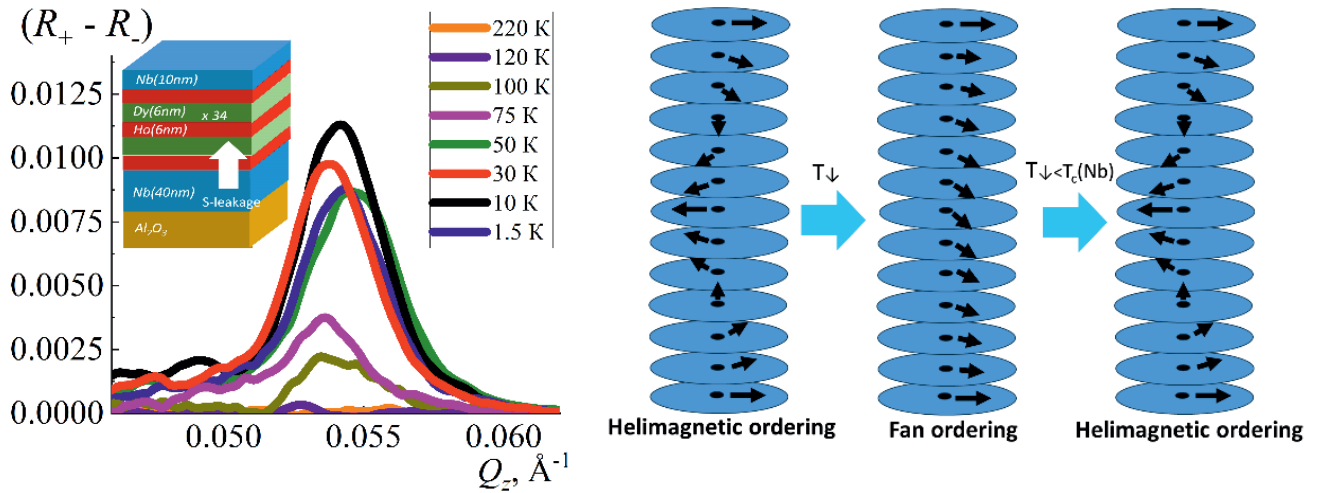 (R₊ - R₋)
0.0125
0.0100
0.0075
0.0050
0.0025
0.0000
0.050
0.055
0.060
Q_z, Å⁻¹
Nb(10nm)
Dy(6nm)
x 34
Ho(6nm)
Nb(40nm)
S-leakage
Al₂O₃
220 K
120 K
100 K
75 K
50 K
30 K
10 K
1.5 K
T↓
T↓<Tc(Nb)
Helimagnetic ordering
Fan ordering
Helimagnetic ordering